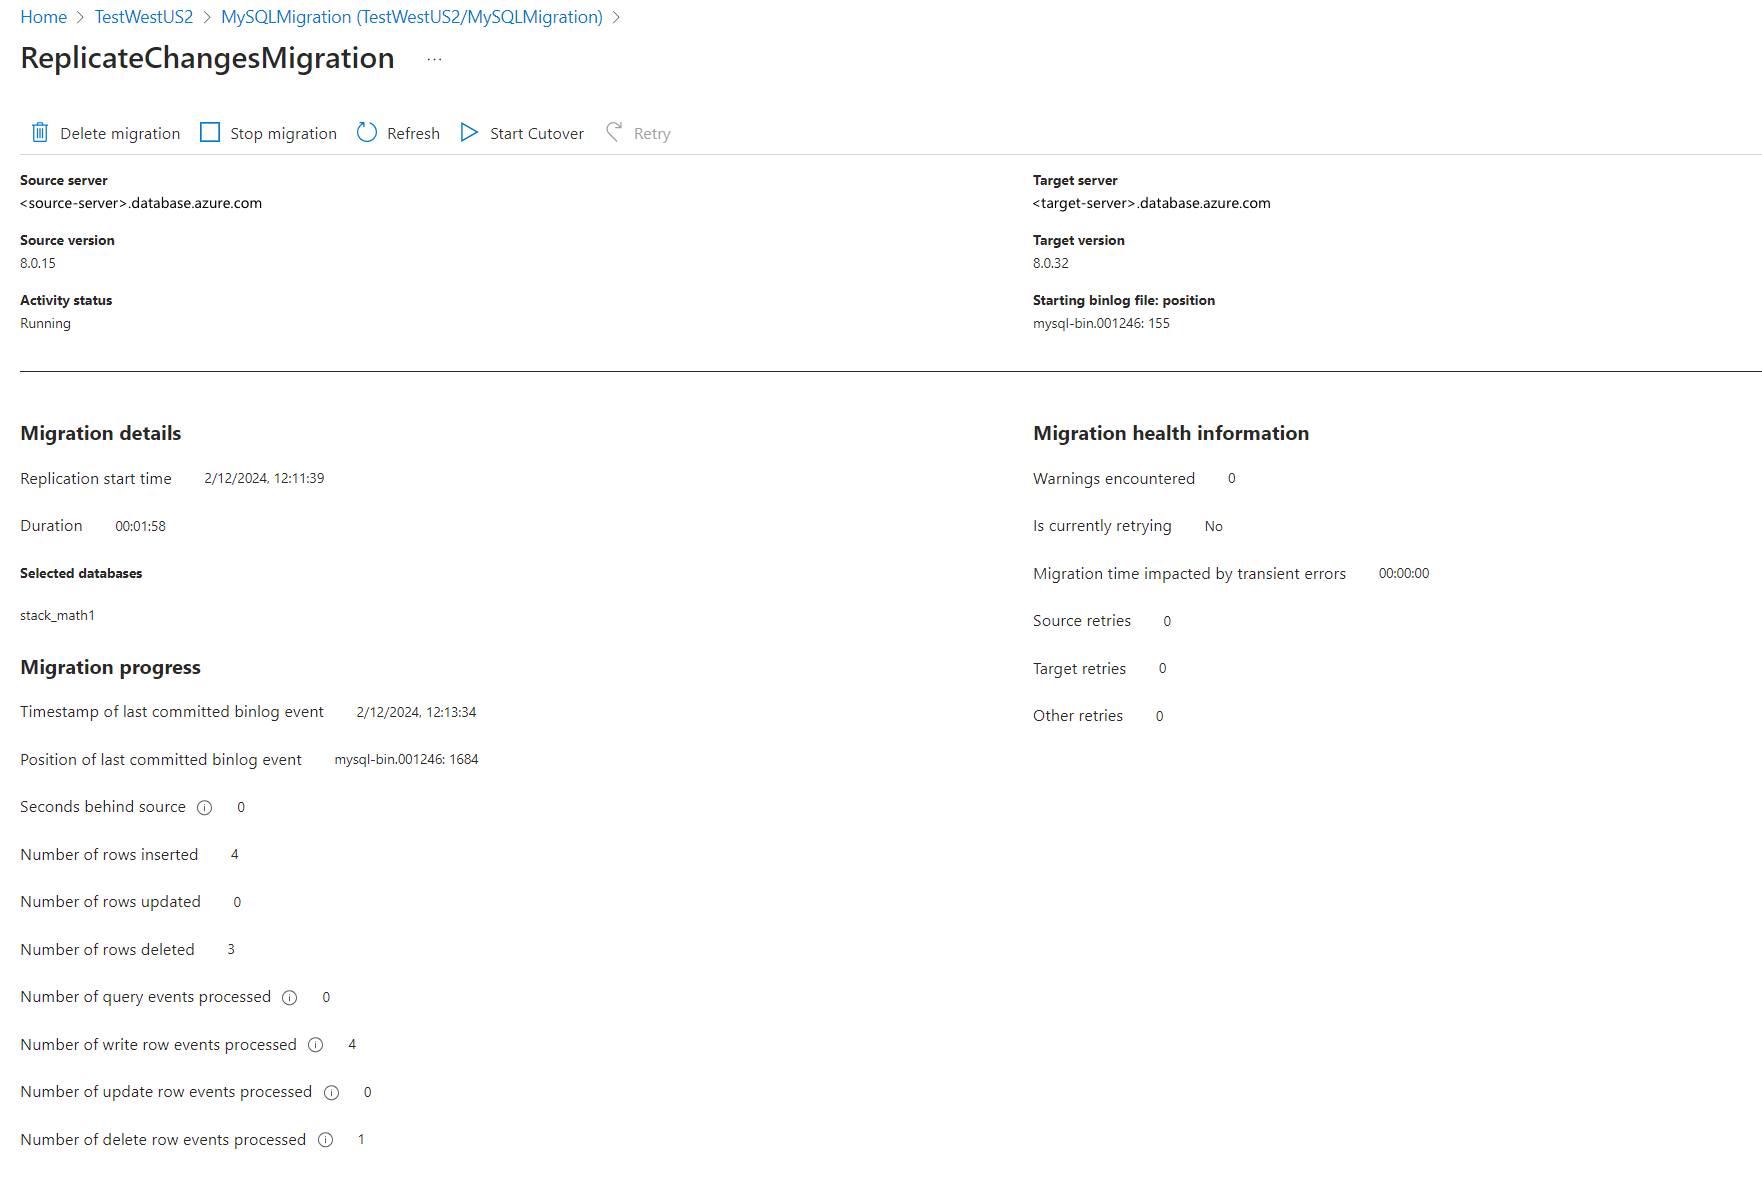 Home > TestWestUS2 > MySQLMigration (TestWestUS2/MySQLMigration) >
ReplicateChangesMigration ...
Delete migration Stop migration Refresh Start Cutover Retry
Source server
<source-server>.database.azure.com
Source version
8.0.15
Activity status
Running
Target server
<target-server>.database.azure.com
Target version
8.0.32
Starting binlog file: position
mysql-bin.001246: 155
Migration details
Replication start time 2/12/2024, 12:11:39
Duration 00:01:58
Selected databases
stack_math1
Migration progress
Timestamp of last committed binlog event 2/12/2024, 12:13:34
Position of last committed binlog event mysql-bin.001246: 1684
Seconds behind source 0
Number of rows inserted 4
Number of rows updated 0
Number of rows deleted 3
Number of query events processed 0
Number of write row events processed 4
Number of update row events processed 0
Number of delete row events processed 1
Migration health information
Warnings encountered 0
Is currently retrying No
Migration time impacted by transient errors 00:00:00
Source retries 0
Target retries 0
Other retries 0